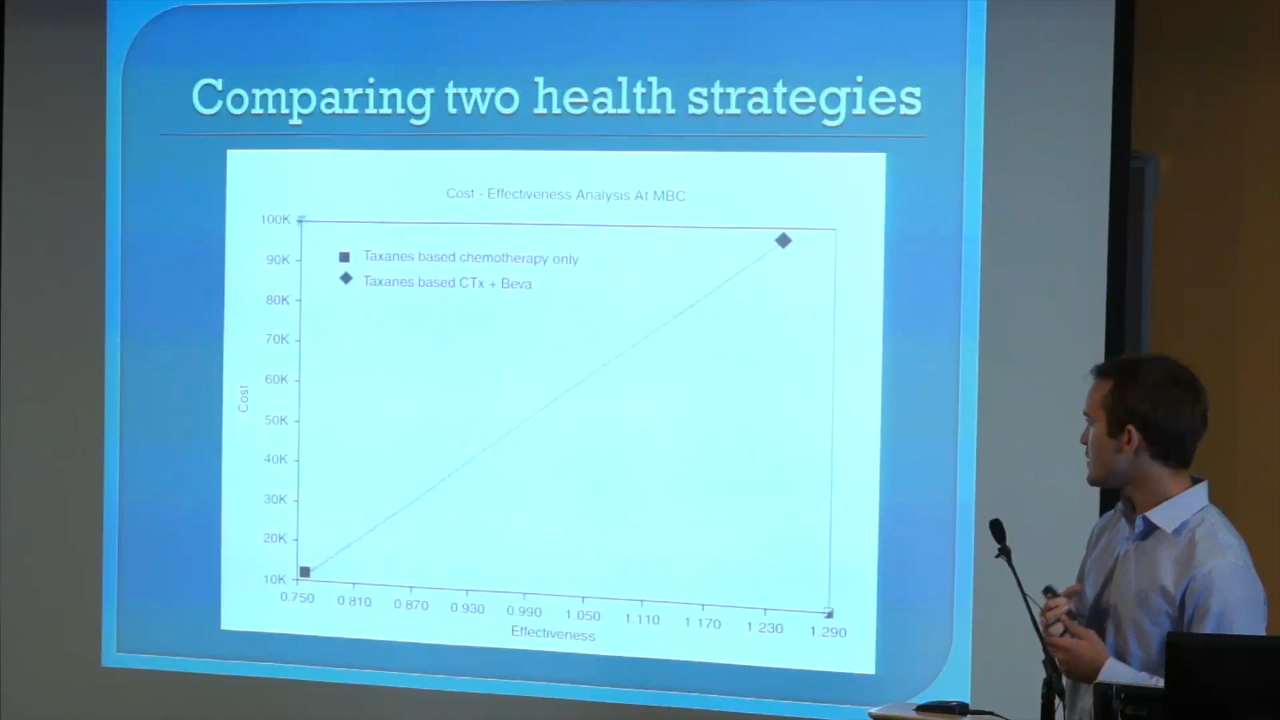 Comparing two health strategies
Cost - Effectiveness Analysis At MBC
100K
90K
80K
70K
60K
50K
40K
30K
20K
10K
Taxanes based chemotherapy only
Taxanes based CTx + Beva
Cost
0.750 0.810 0.870 0.930 0.990 1.050 1.110 1.170 1 230 1 290
Effectiveness